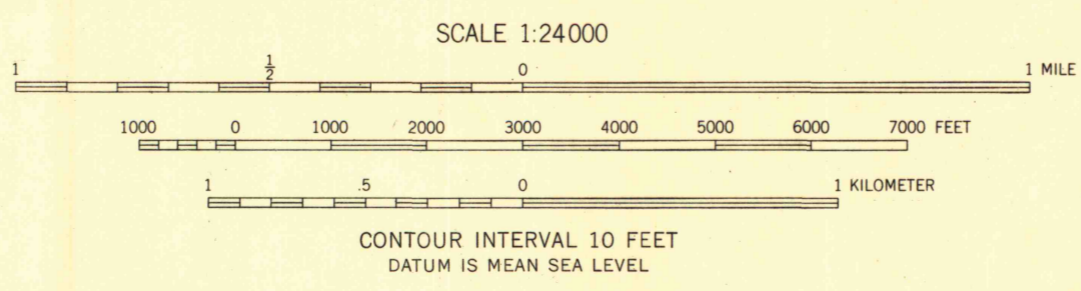 SCALE 1:24000
1 1/2 0 1 MILE
1000 0 1000 2000 3000 4000 5000 6000 7000 FEET
1 .5 0 1 KILOMETER
CONTOUR INTERVAL 10 FEET
DATUM IS MEAN SEA LEVEL